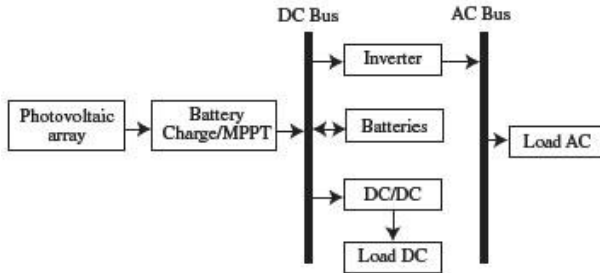 DC Bus
AC Bus
Inverter
Photovoltaic
array
Battery
Charge/MPPT
Batteries
Load AC
DC/DC
Load DC